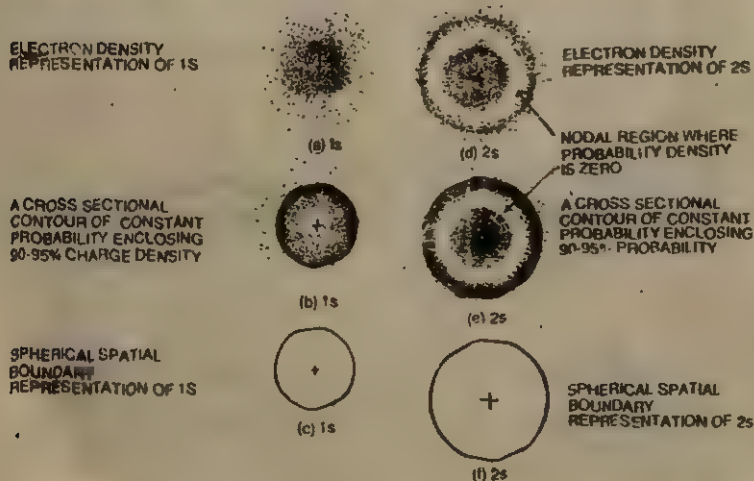 ELECTRON DENSITY
REPRESENTATION OF 1S
(a) 1s
(d) 2s
ELECTRON DENSITY
REPRESENTATION OF 2S
NODAL REGION WHERE
PROBABILITY DENSITY
IS ZERO
A CROSS SECTIONAL
CONTOUR OF CONSTANT
PROBABILITY ENCLOSING
90-95% CHARGE DENSITY
(b) 1s
(e) 2s
A CROSS SECTIONAL
CONTOUR OF CONSTANT
PROBABILITY ENCLOSING
90-95% PROBABILITY
SPHERICAL SPATIAL
BOUNDARY
REPRESENTATION OF 1S
(c) 1s
(f) 2s
SPHERICAL SPATIAL
BOUNDARY
REPRESENTATION OF 2s